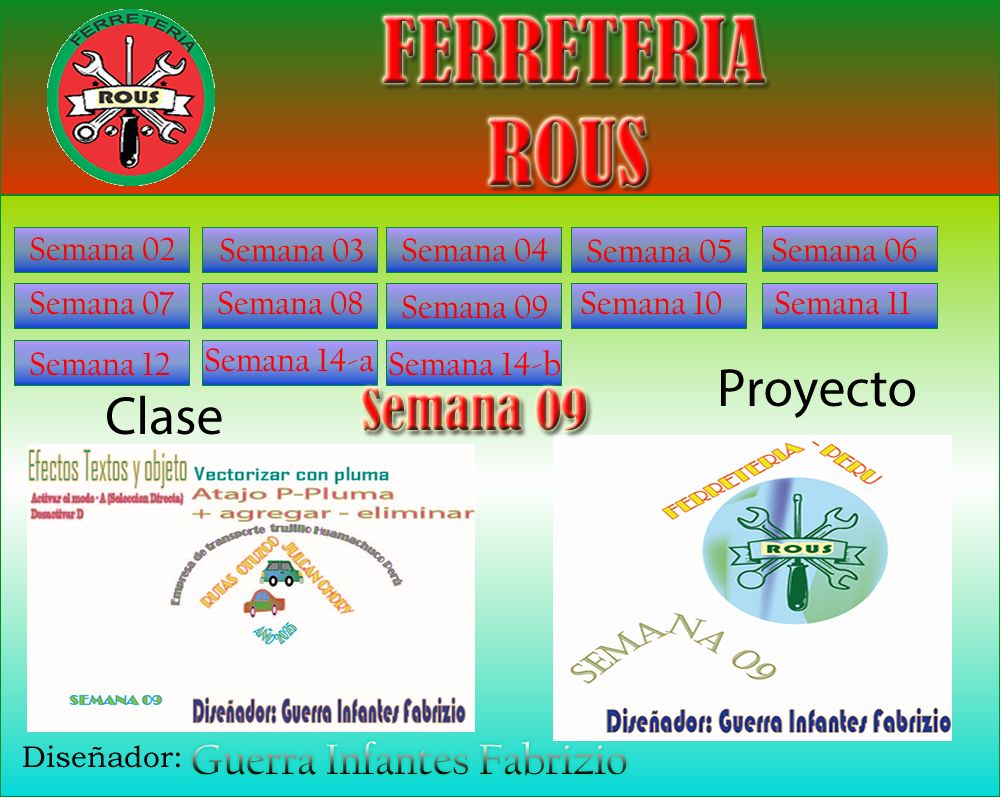 FERRETERIA
ROUS
FERRETERIA
ROUS
Semana 02
Semana 03
Semana 04
Semana 05
Semana 06
Semana 07
Semana 08
Semana 09
Semana 10
Semana 11
Semana 12
Semana 14-a
Semana 14-b
Clase
Semana 09
Proyecto
Efectos Textos y objeto
Activar el modo - A (Seleccion Directa)
Desactivar D
Vectorizar con pluma
Atajo P-Pluma
+ agregar - eliminar
Empresa de transporte trujillo Huamachuco Perú
RUTAS OTUZCO JULCAN CHORY
AÑO 2025
SEMANA 09
Diseñador: Guerra Infantes Fabrizio
FERRETERIA - PERU
ROUS
SEMANA 09
Diseñador: Guerra Infantes Fabrizio
Diseñador: Guerra Infantes Fabrizio